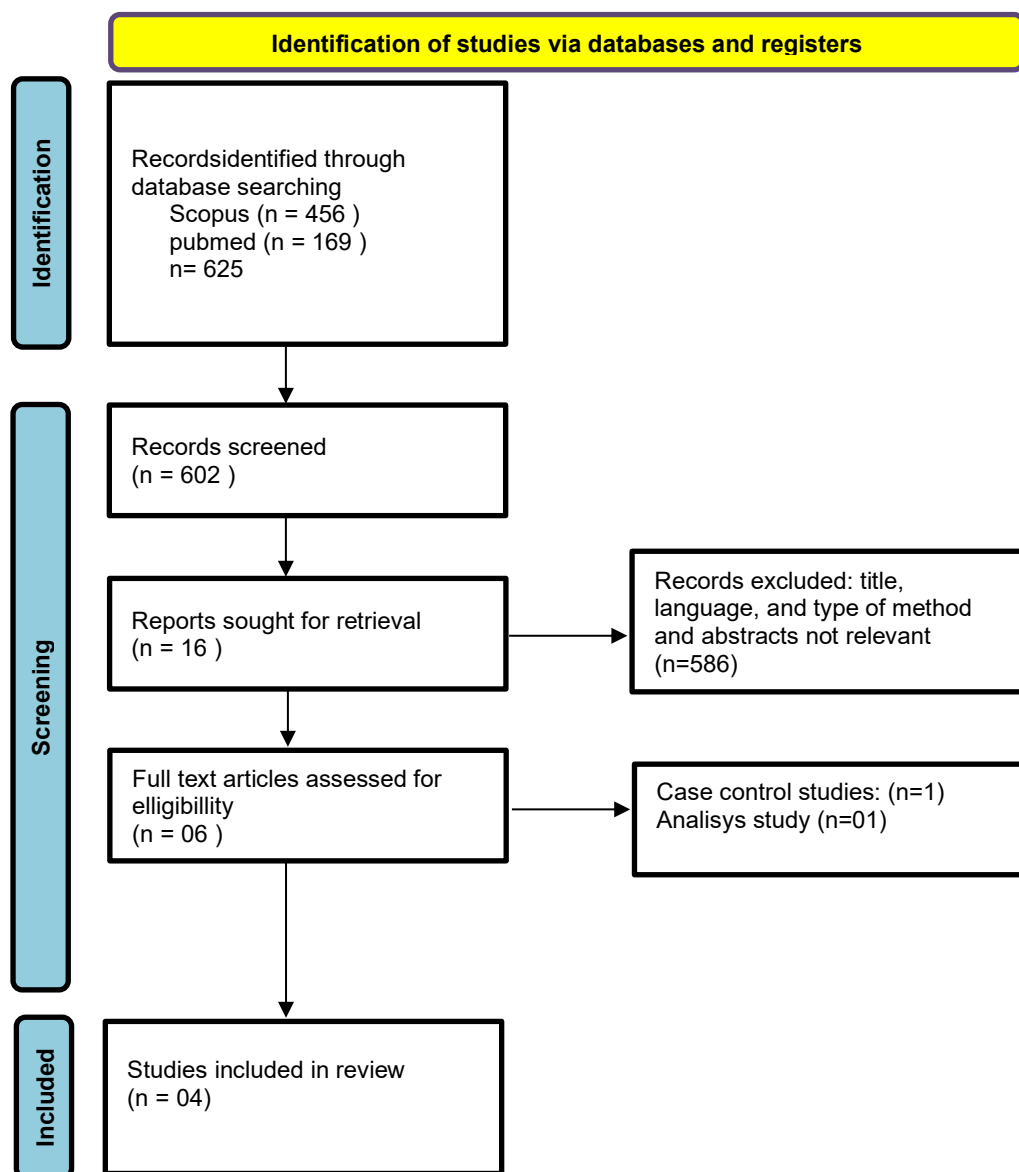 Identification of studies via databases and registers
Identification
Recordsidentified through
database searching
Scopus (n = 456 )
pubmed (n = 169 )
n= 625
Screening
Records screened
(n = 602 )
Reports sought for retrieval
(n = 16 )
Records excluded: title,
language, and type of method
and abstracts not relevant
(n=586)
Full text articles assessed for
elligibillity
(n = 06 )
Case control studies: (n=1)
Analisys study (n=01)
Included
Studies included in review
(n = 04)